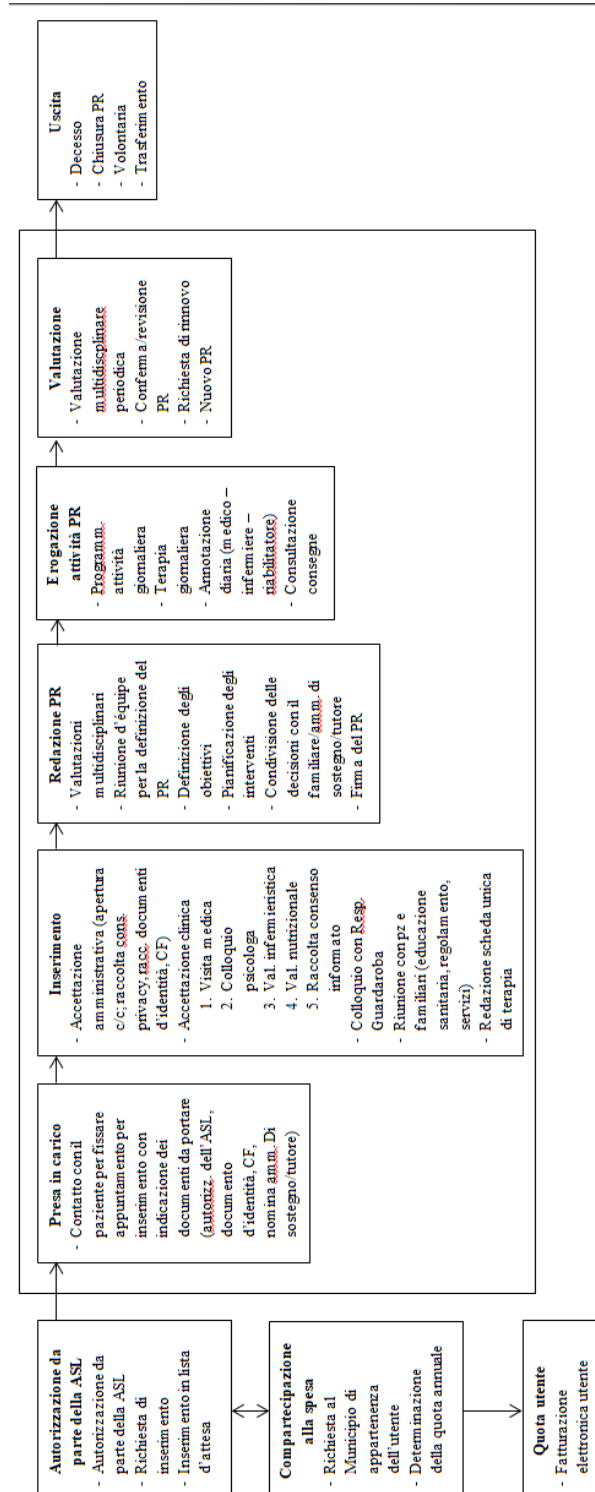 Autorizzazione da
parte della ASL
- Autorizzazione da
parte della ASL
- Richiesta di
inserimento
- Inserimento in lista
d'attesa
Compartecipazione
alla spesa
- Richiesta al
Municipio di
appartenenza
dell'utente
- Determinazione
della quota annuale
Quota utente
- Fatturazione
elettronica utente
Presa in carico
- Contatto con il
paziente per fissare
appuntamento per
inserimento con
indicazione dei
documenti da portare
(autorizz. dell'ASL,
documento
d'identità, CF,
nomina amm. Di
sostegno/tutore)
Inserimento
- Accettazione
amministrativa (apertura
c/c; raccolta cons.
privacy, racc. documenti
d'identità, CF)
- Accettazione clinica
1. Visita medica
2. Colloquio
psicologa
3. Val. infermieristica
4. Val. nutrizionale
5. Raccolta consenso
informato
- Colloquio con Resp.
Guardaroba
- Riunione con pz e
familiari (educazione
sanitaria, regolamento,
servizi)
- Redazione scheda unica
di terapia
Redazione PR
- Valutazioni
multidisciplinari
- Riunione d'équipe
per la definizione del
PR
- Definizione degli
obiettivi
- Pianificazione degli
interventi
- Condivisione delle
decisioni con il
familiare/amm. di
sostegno/tutore
- Firma del PR
Erogazione
attività PR
- Programm.
attività
giornaliera
- Terapia
giornaliera
- Annotazione
diaria (medico –
infermiere –
riabilitatore)
- Consultazione
consegne
Valutazione
- Valutazione
multidiscplinare
periodica
- Conferma/revisione
PR
- Richiesta di rinnovo
- Nuovo PR
Uscita
- Decesso
- Chiusura PR
- Volontaria
- Trasferimento